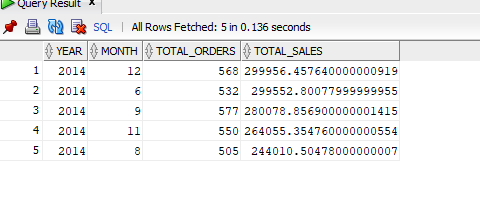 Query Result
SQL | All Rows Fetched: 5 in 0.136 seconds
YEAR MONTH TOTAL_ORDERS TOTAL_SALES
1 2014 12 568 299956.457640000000919
2 2014 6 532 299552.80077999999955
3 2014 9 577 280078.856900000001415
4 2014 11 550 264055.354760000000554
5 2014 8 505 244010.50478000000007